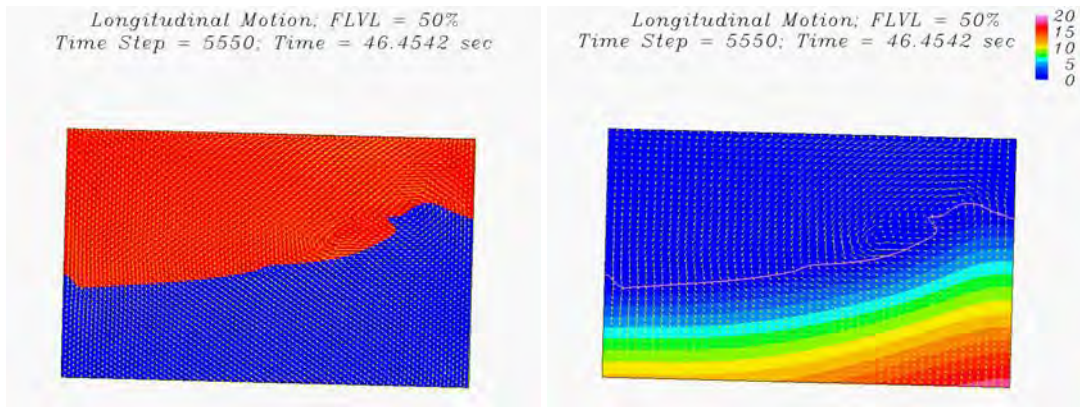 Longitudinal Motion; FLVL = 50%
Time Step = 5550; Time = 46.4542 sec
Longitudinal Motion; FLVL = 50%
Time Step = 5550; Time = 46.4542 sec
20
15
10
5
0